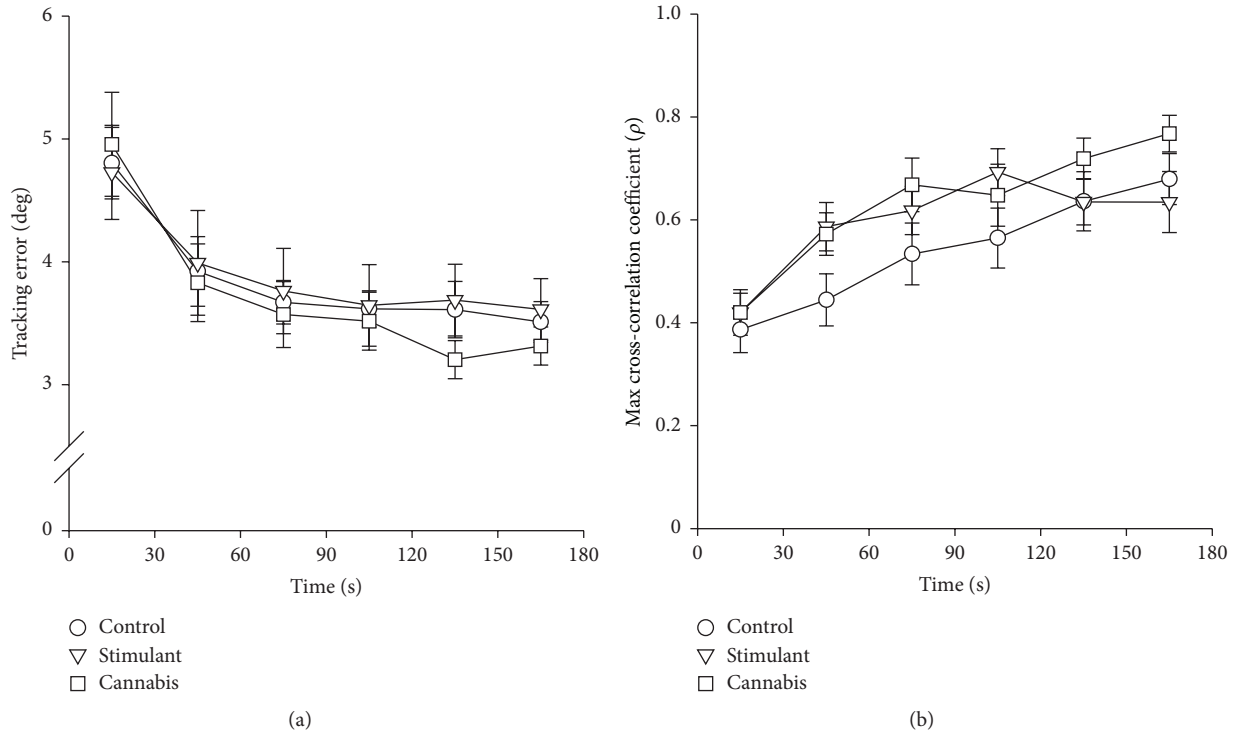 6
5
4
3
0
Tracking error (deg)
0 30 60 90 120 150 180
Time (s)
Control
Stimulant
Cannabis
(a)
1.0
0.8
0.6
0.4
0.2
0
Max cross-correlation coefficient (ρ)
0 30 60 90 120 150 180
Time (s)
Control
Stimulant
Cannabis
(b)